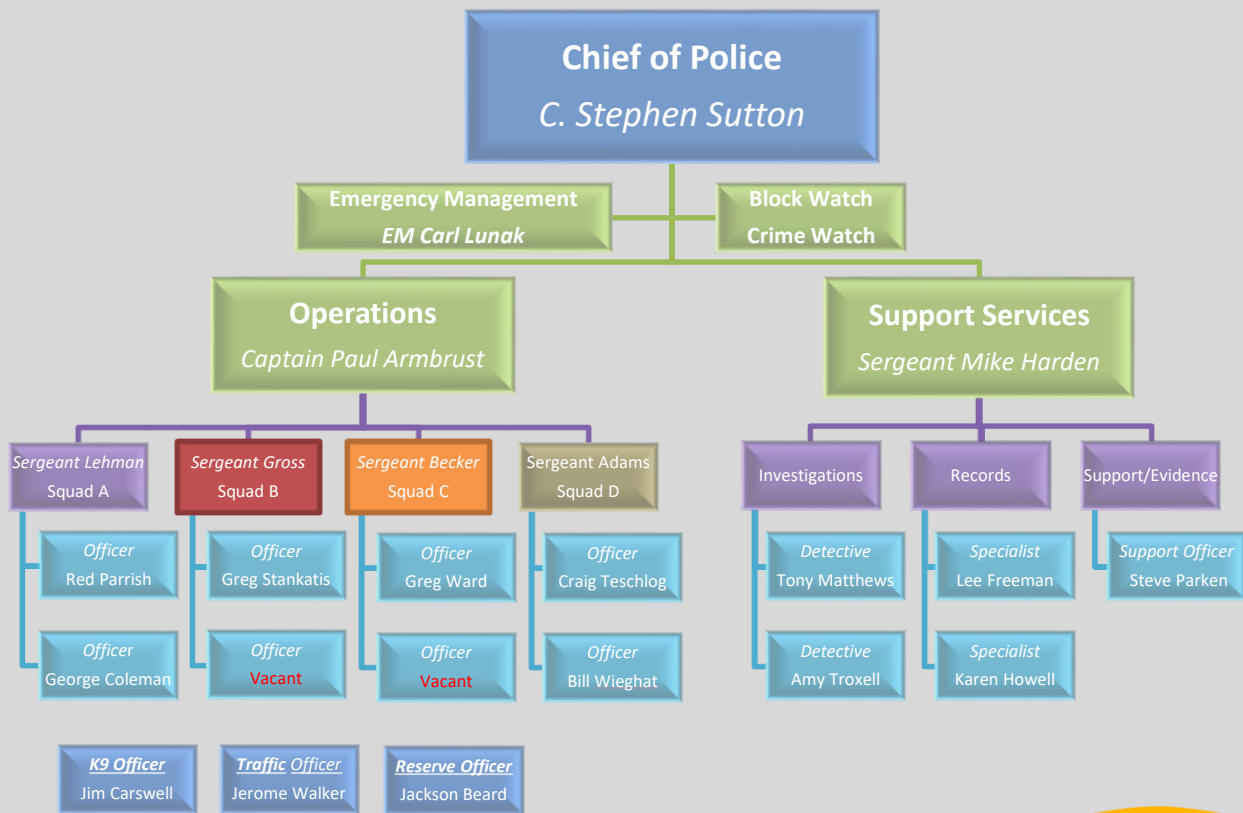 Chief of Police
C. Stephen Sutton
Emergency Management
EM Carl Lunak
Block Watch
Crime Watch
Operations
Captain Paul Armbrust
Support Services
Sergeant Mike Harden
Sergeant Lehman
Squad A
Sergeant Gross
Squad B
Sergeant Becker
Squad C
Sergeant Adams
Squad D
Investigations
Records
Support/Evidence
Officer
Red Parrish
Officer
Greg Stankatis
Officer
Greg Ward
Officer
Craig Teschlog
Detective
Tony Matthews
Specialist
Lee Freeman
Support Officer
Steve Parken
Officer
George Coleman
Officer
Vacant
Officer
Vacant
Officer
Bill Wieghat
Detective
Amy Troxell
Specialist
Karen Howell
K9 Officer
Jim Carswell
Traffic Officer
Jerome Walker
Reserve Officer
Jackson Beard